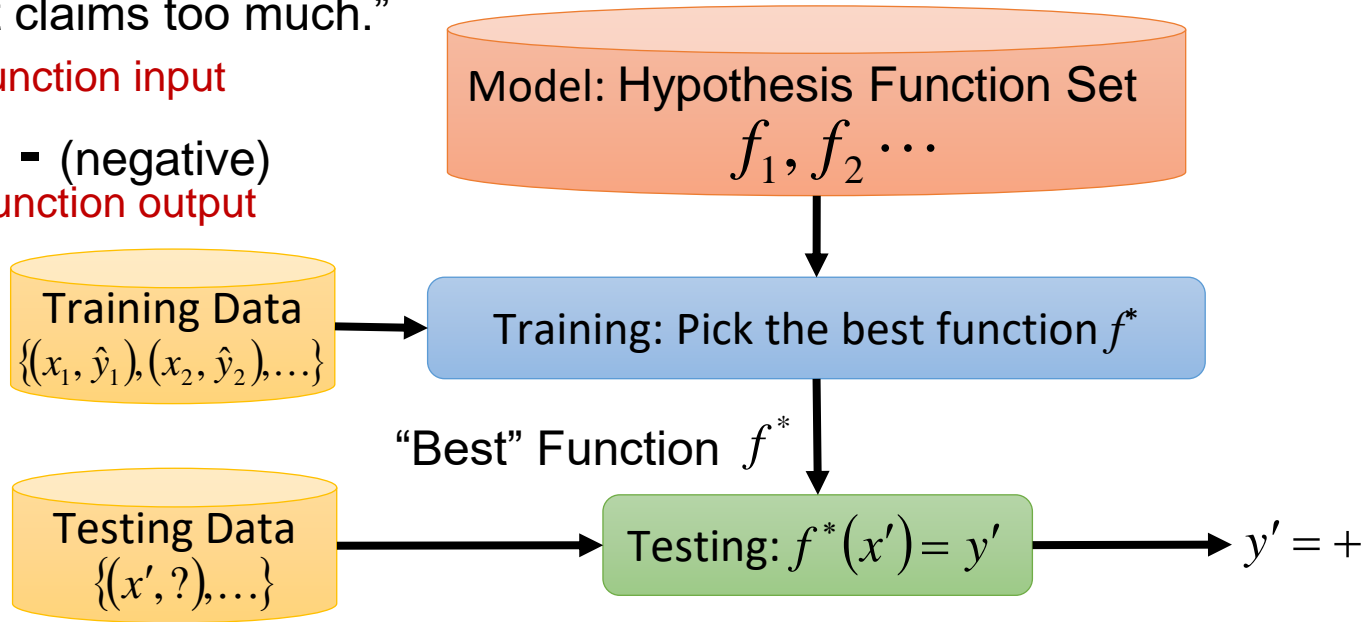 t claims too much.”
unction input
- (negative)
unction output
Model: Hypothesis Function Set
f₁, f₂ ⋯
Training Data
{(x₁, ŷ₁),(x₂, ŷ₂),…}
Training: Pick the best function f*
“Best” Function f*
Testing Data
{(x′,?),…}
Testing: f*(x′)= y′
y′ = +